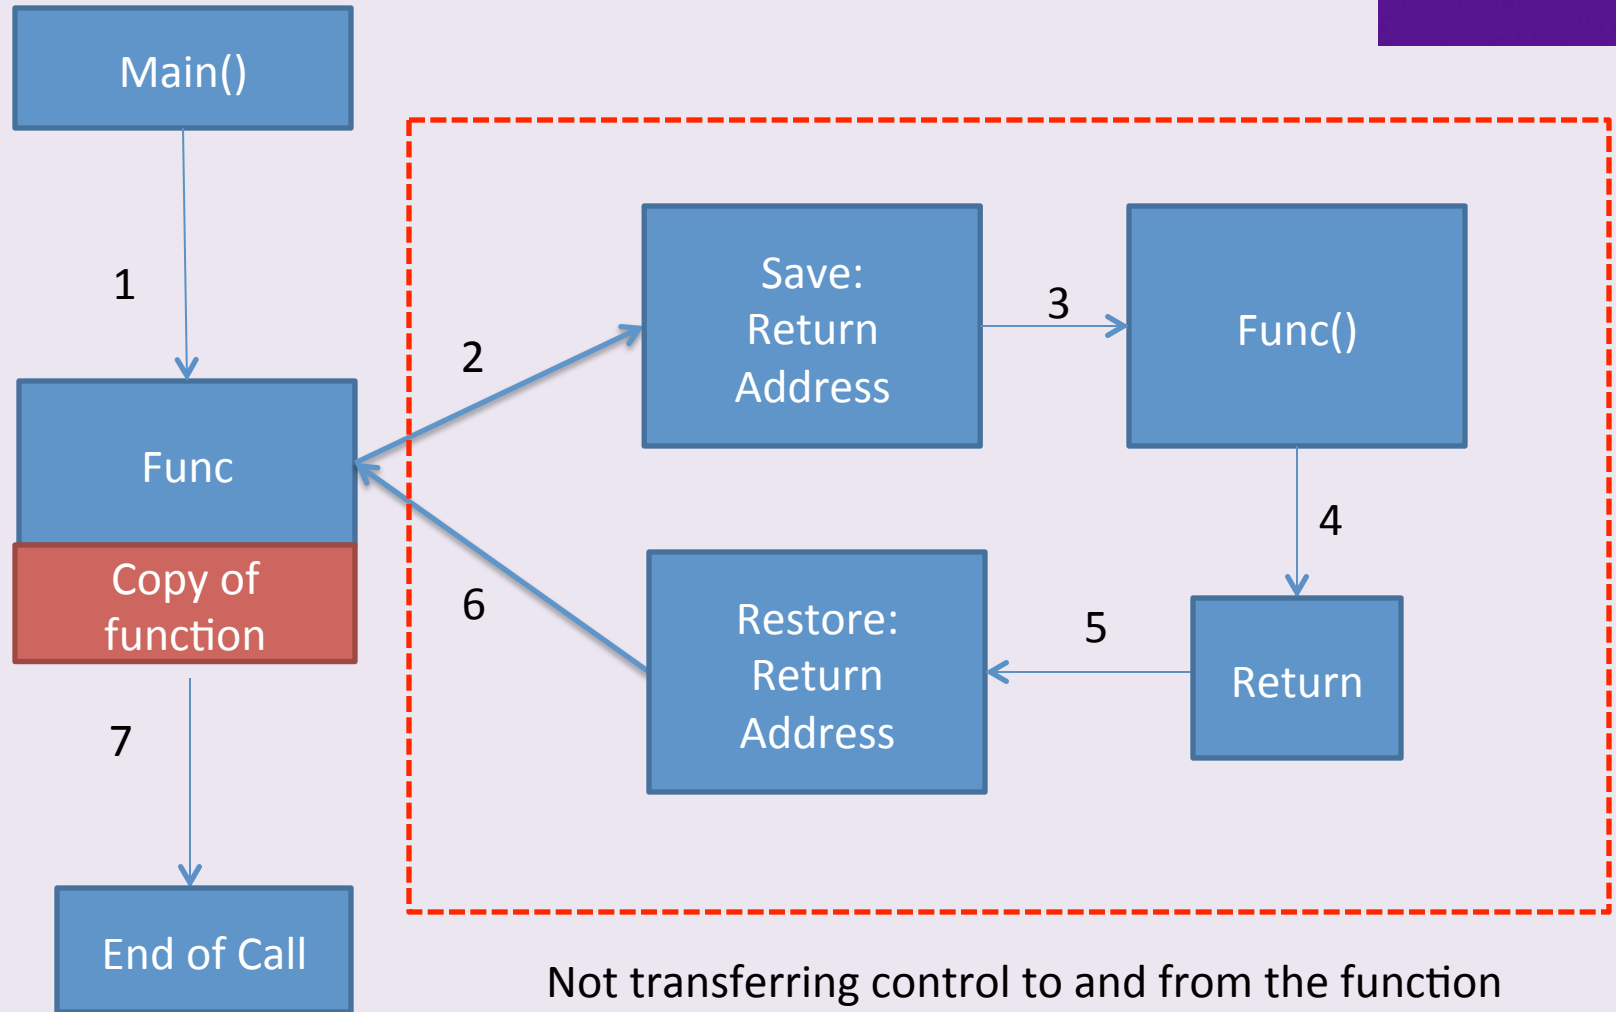 Main()
1
Func
Copy of
function
2
Save:
Return
Address
3
Func()
4
Return
5
Restore:
Return
Address
6
7
End of Call
Not transferring control to and from the function